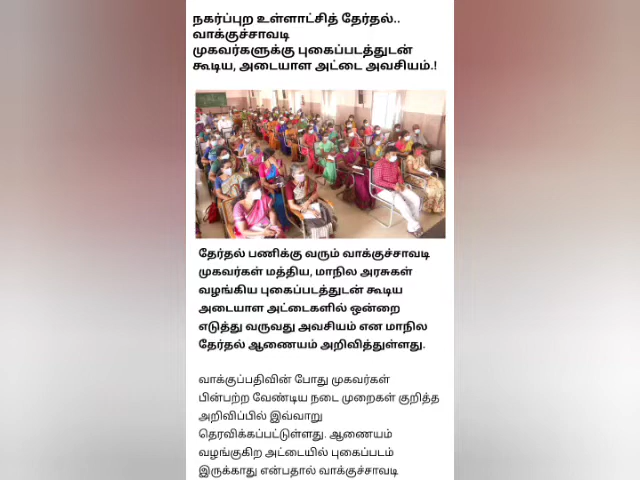 நகர்ப்புற உள்ளாட்சித் தேர்தல்..
வாக்குச்சாவடி
முகவர்களுக்கு புகைப்படத்துடன்
கூடிய, அடையாள அட்டை அவசியம்.!
தேர்தல் பணிக்கு வரும் வாக்குச்சாவடி
முகவர்கள் மத்திய, மாநில அரசுகள்
வழங்கிய புகைப்படத்துடன் கூடிய
அடையாள அட்டைகளில் ஒன்றை
எடுத்து வருவது அவசியம் என மாநில
தேர்தல் ஆணையம் அறிவித்துள்ளது.
வாக்குப்பதிவின் போது முகவர்கள்
பின்பற்ற வேண்டிய நடை முறைகள் குறித்த
அறிவிப்பில் இவ்வாறு
தெரவிக்கப்பட்டுள்ளது. ஆணையம்
வழங்குகிற அட்டையில் புகைப்படம்
இருக்காது என்பதால் வாக்குச்சாவடி